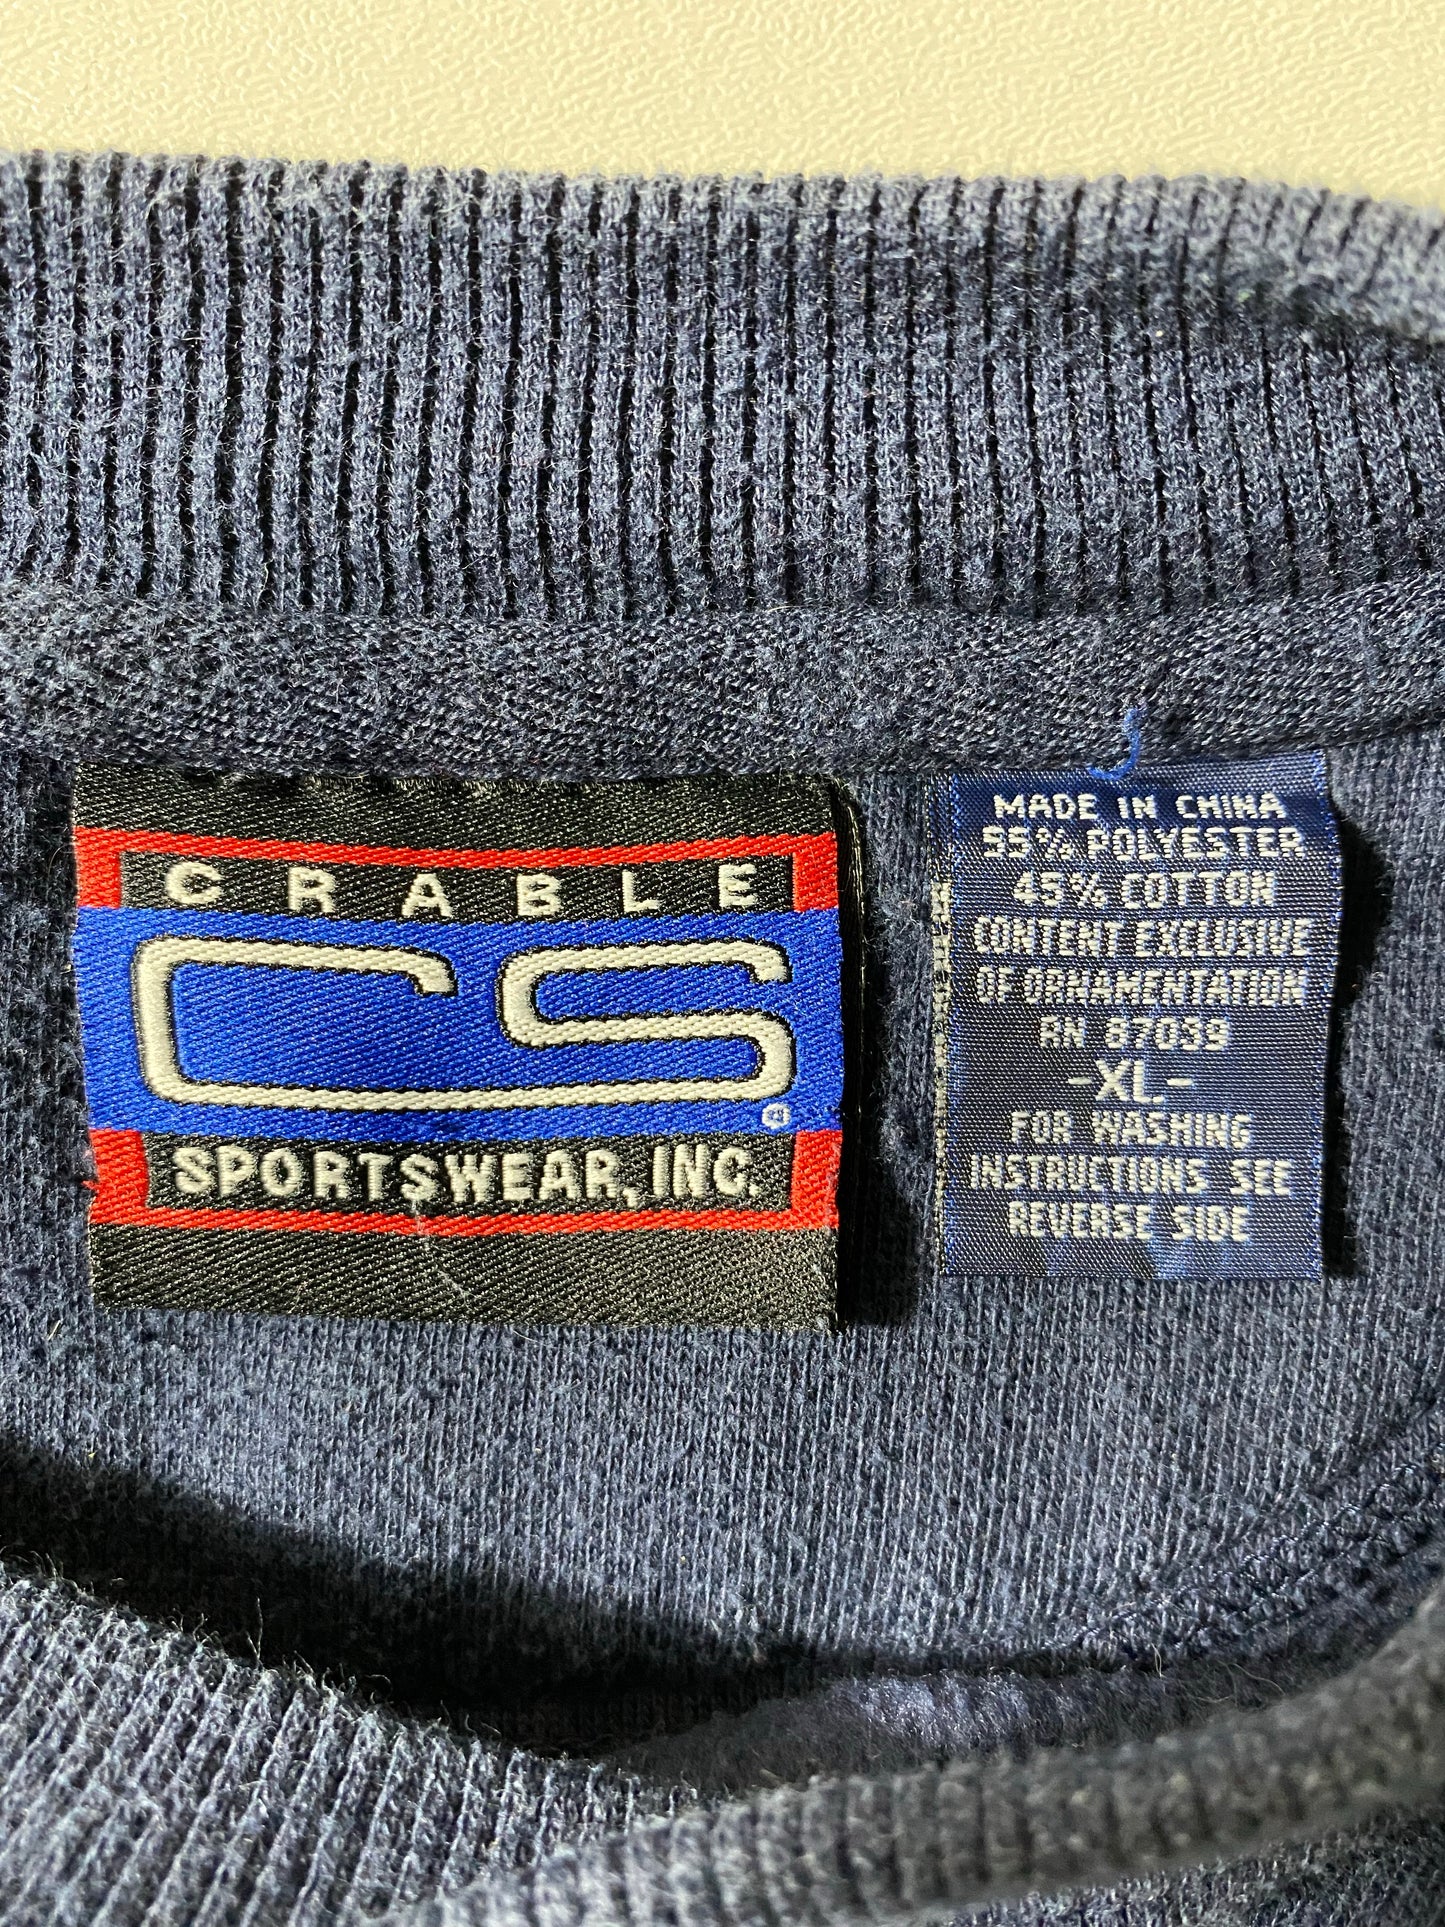 CRABLE
CS®
SPORTSWEAR, INC.
MADE IN CHINA
55% POLYESTER
45% COTTON
CONTENT EXCLUSIVE
OF ORNAMENTATION
RN 87039
-XL-
FOR WASHING
INSTRUCTIONS SEE
REVERSE SIDE